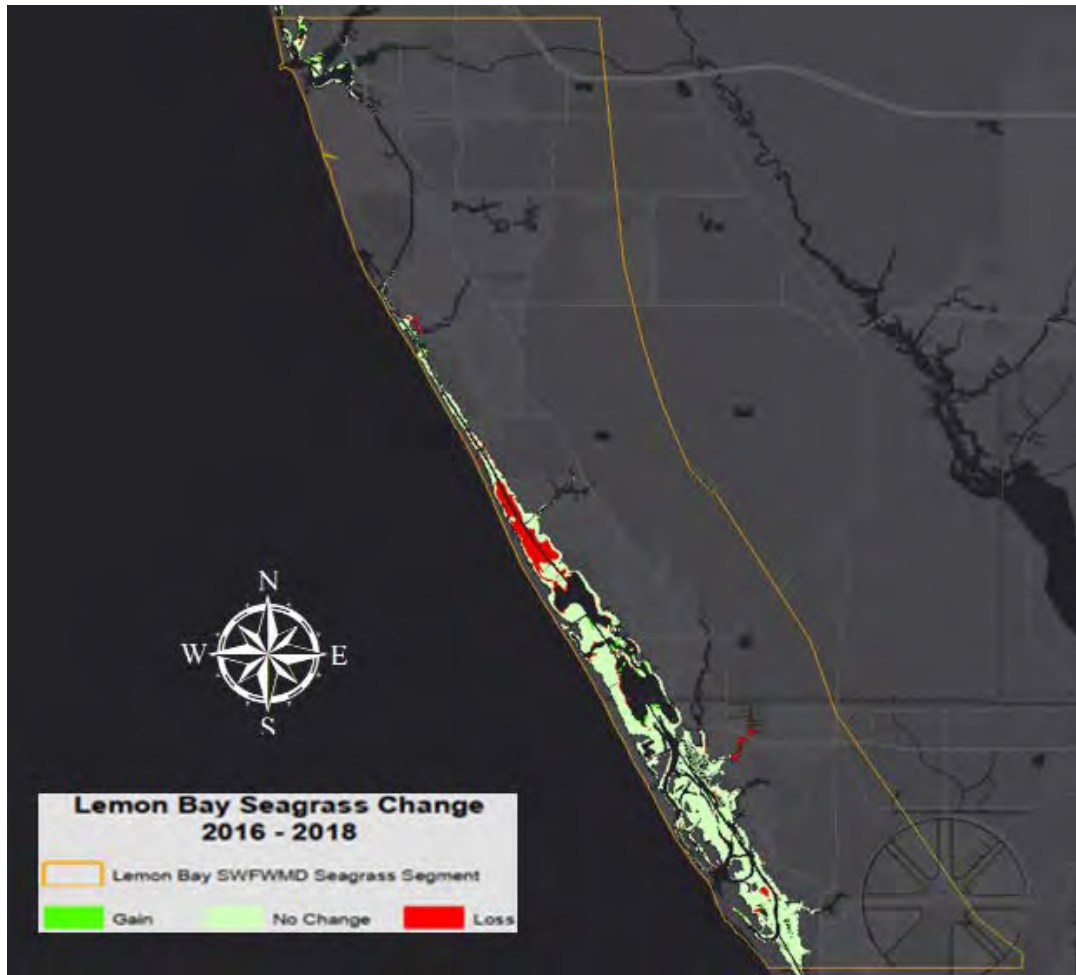 N
W E
S
Lemon Bay Seagrass Change
2016 - 2018
Lemon Bay SWFWMD Seagrass Segment
Gain No Change Loss